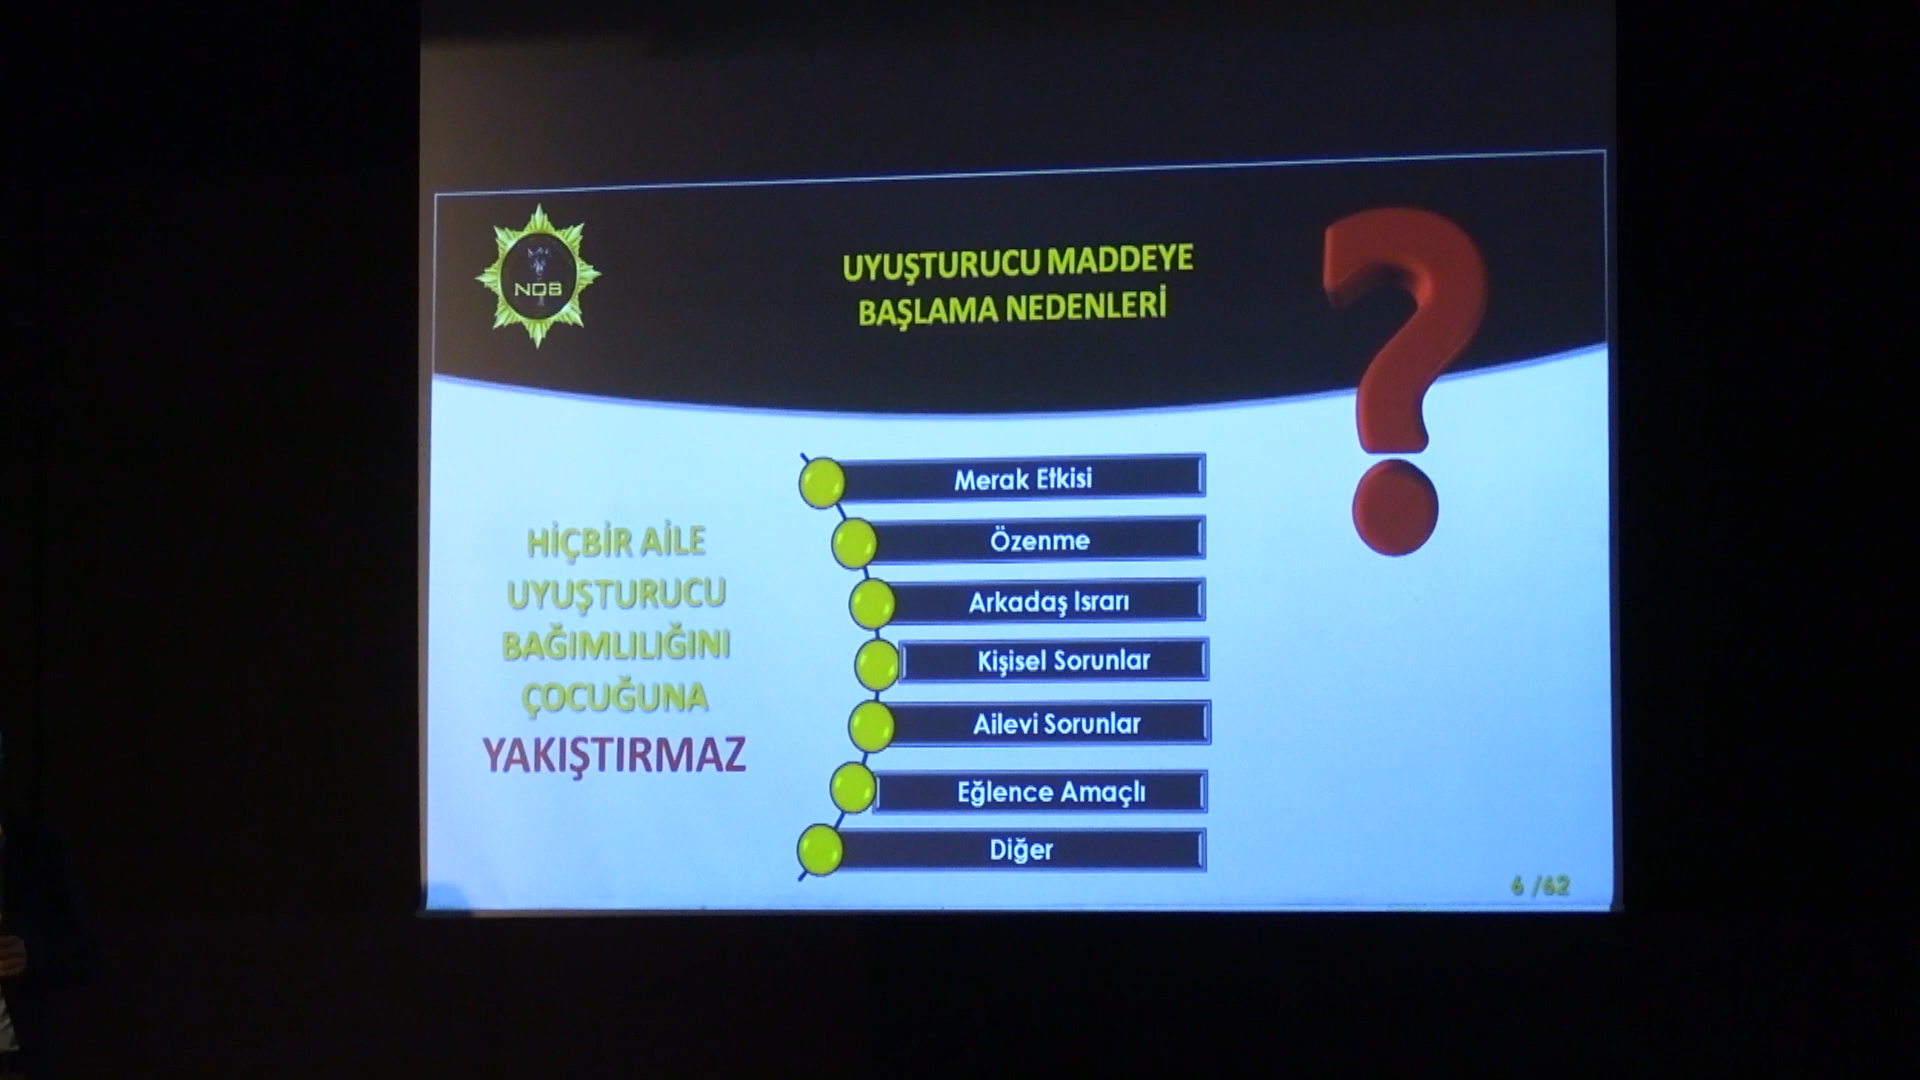 NDB
UYUŞTURUCU MADDEYE
BAŞLAMA NEDENLERİ
HİÇBİR AİLE
UYUŞTURUCU
BAĞIMLILIĞINI
ÇOCUĞUNA
YAKIŞTIRMAZ
Merak Etkisi
Özenme
Arkadaş Israrı
Kişisel Sorunlar
Ailevi Sorunlar
Eğlence Amaçlı
Diğer
6 /62